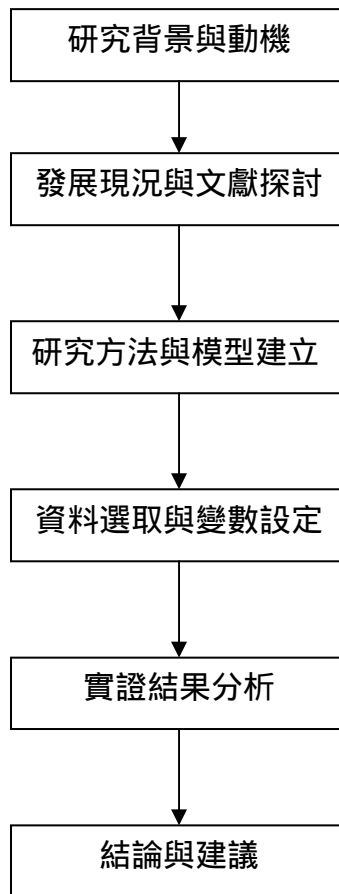 研究背景與動機
發展現況與文獻探討
研究方法與模型建立
資料選取與變數設定
實證結果分析
結論與建議